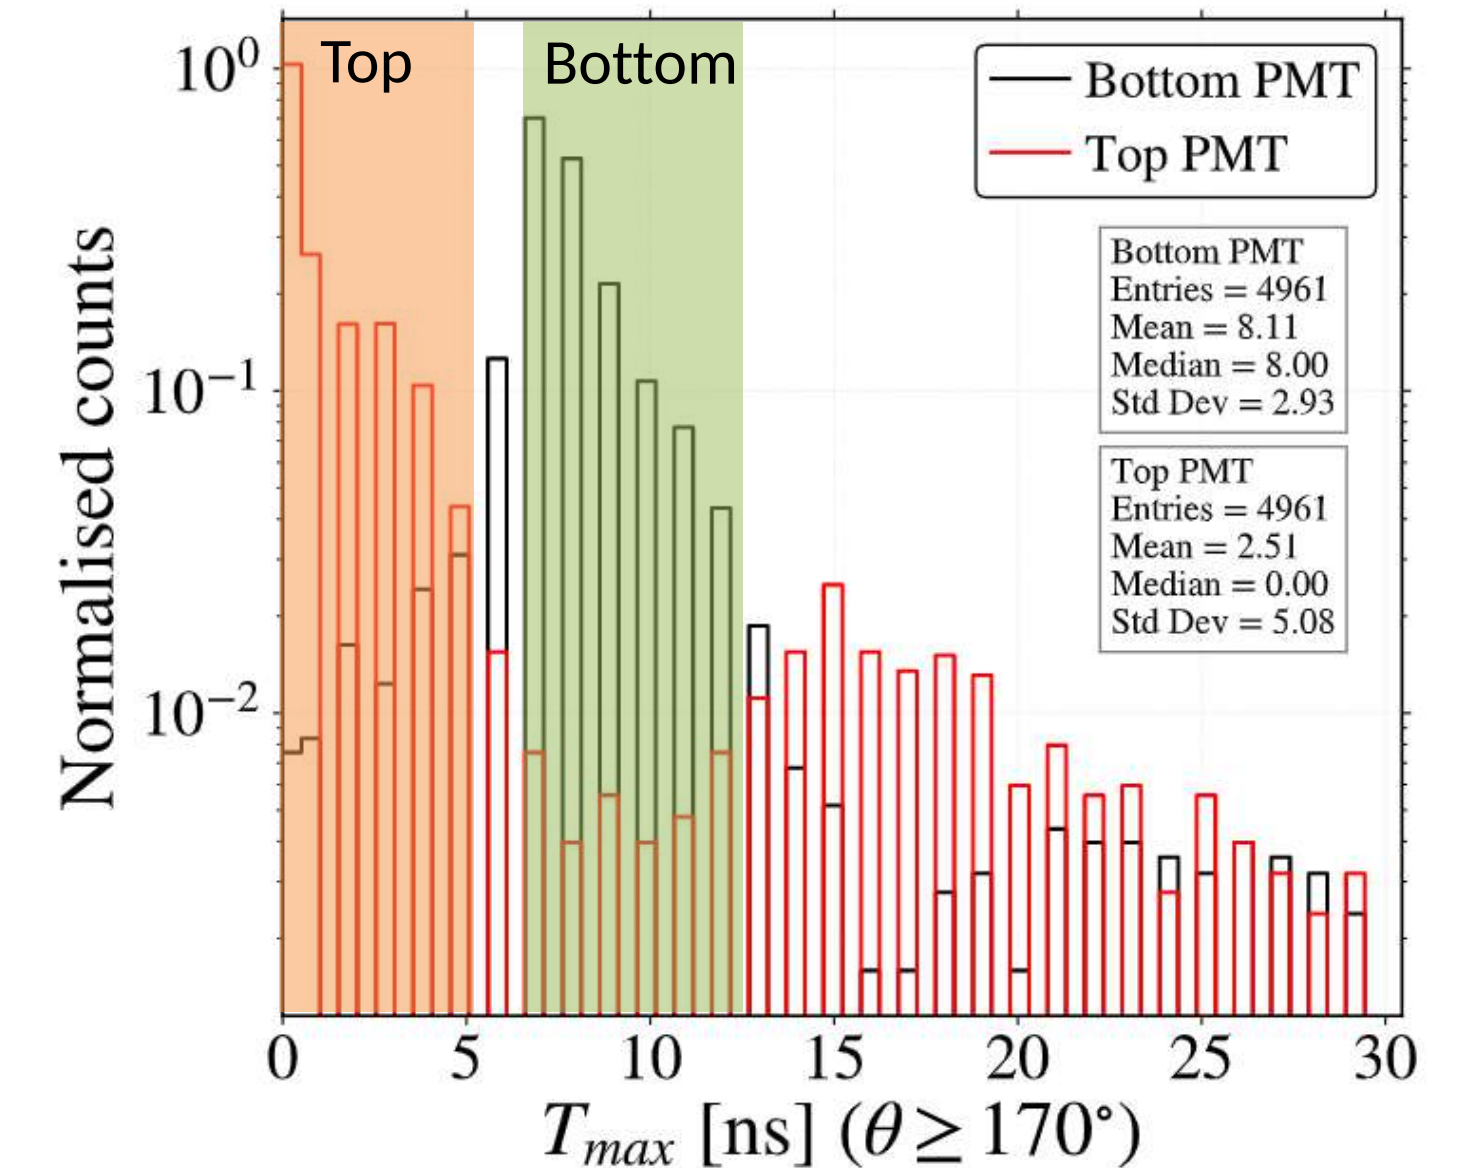 Top
Bottom
Bottom PMT
Top PMT
Bottom PMT
Entries = 4961
Mean = 8.11
Median = 8.00
Std Dev = 2.93
Top PMT
Entries = 4961
Mean = 2.51
Median = 0.00
Std Dev = 5.08
Normalised counts
10⁰
10⁻¹
10⁻²
0 5 10 15 20 25 30
T_max [ns] (θ ≥ 170°)